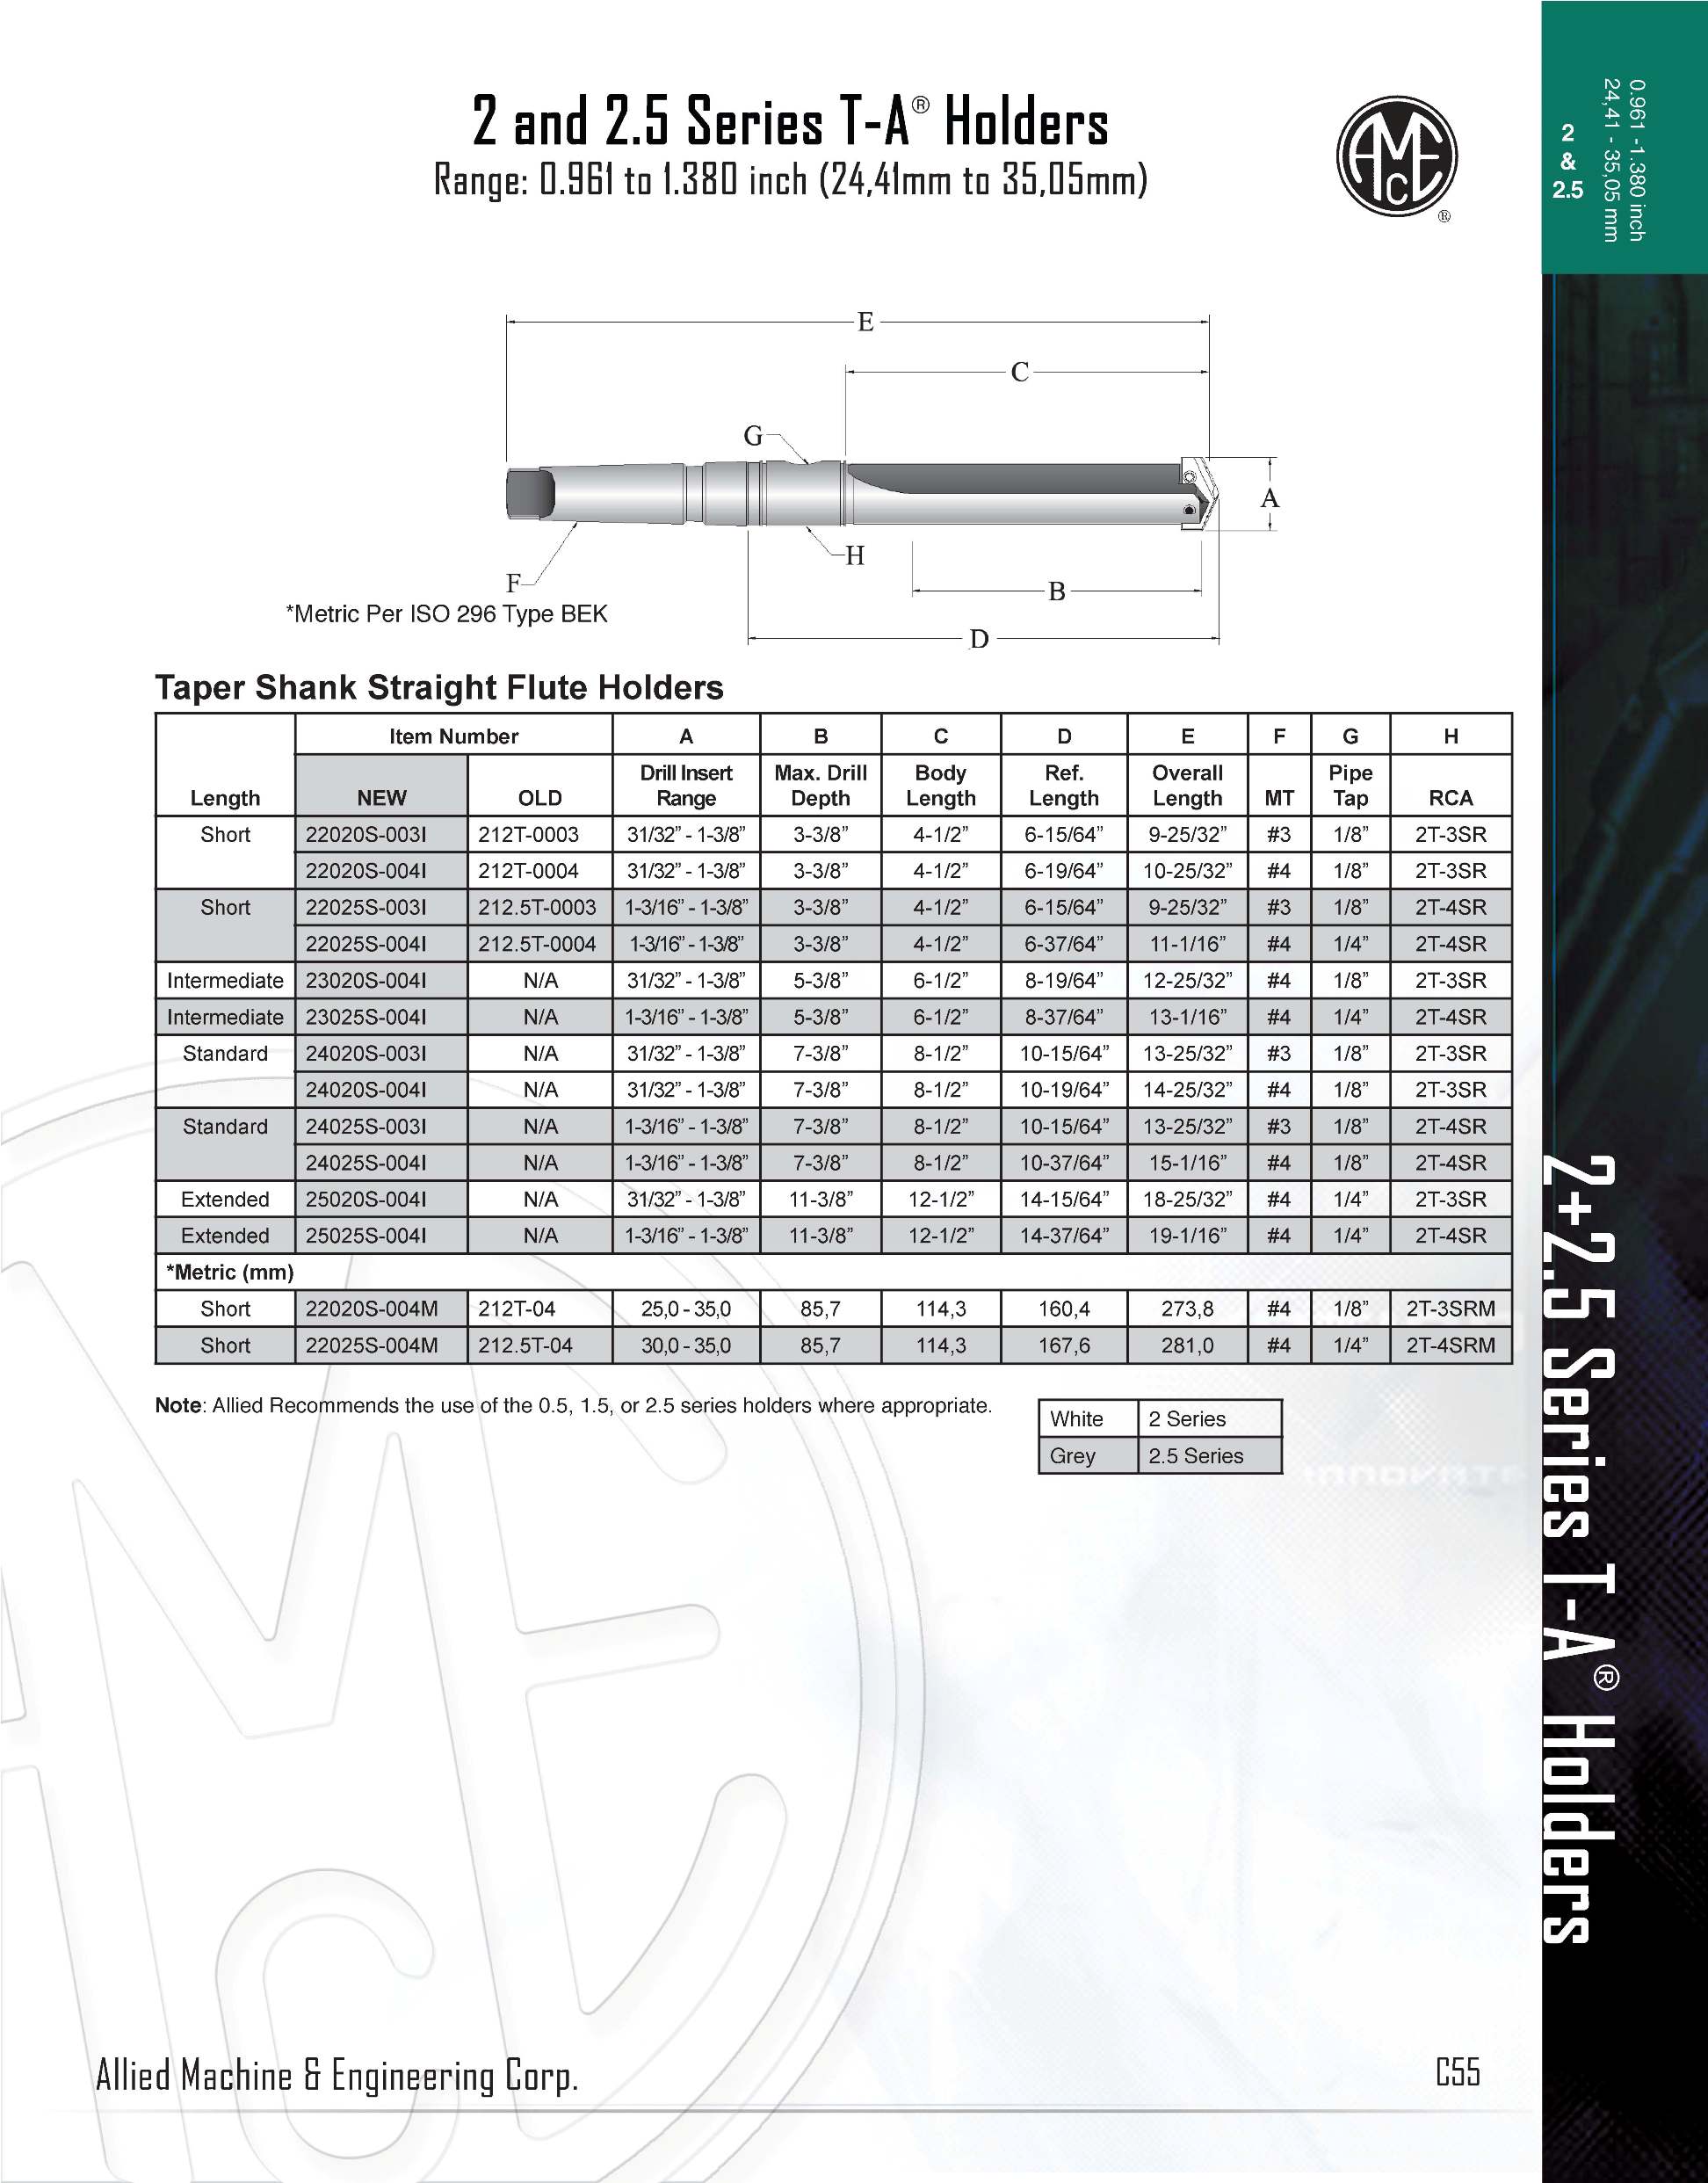 2 and 2.5 Series T-A® Holders
Range: 0.961 to 1.380 inch (24,41mm to 35,05mm)
AMEC
®
2
&
2.5
0.961 -1.380 inch
24,41 - 35,05 mm
E
C
G
A
H
F
B
*Metric Per ISO 296 Type BEK
D
Taper Shank Straight Flute Holders
Item Number A B C D E F G H
Length NEW OLD Drill Insert Range Max. Drill Depth Body Length Ref. Length Overall Length MT Pipe Tap RCA
Short 22020S-003I 212T-0003 31/32” - 1-3/8” 3-3/8” 4-1/2” 6-15/64” 9-25/32” #3 1/8” 2T-3SR
22020S-004I 212T-0004 31/32” - 1-3/8” 3-3/8” 4-1/2” 6-19/64” 10-25/32” #4 1/8” 2T-3SR
Short 22025S-003I 212.5T-0003 1-3/16” - 1-3/8” 3-3/8” 4-1/2” 6-15/64” 9-25/32” #3 1/8” 2T-4SR
22025S-004I 212.5T-0004 1-3/16” - 1-3/8” 3-3/8” 4-1/2” 6-37/64” 11-1/16” #4 1/4” 2T-4SR
Intermediate 23020S-004I N/A 31/32” - 1-3/8” 5-3/8” 6-1/2” 8-19/64” 12-25/32” #4 1/8” 2T-3SR
Intermediate 23025S-004I N/A 1-3/16” - 1-3/8” 5-3/8” 6-1/2” 8-37/64” 13-1/16” #4 1/4” 2T-4SR
Standard 24020S-003I N/A 31/32” - 1-3/8” 7-3/8” 8-1/2” 10-15/64” 13-25/32” #3 1/8” 2T-3SR
24020S-004I N/A 31/32” - 1-3/8” 7-3/8” 8-1/2” 10-19/64” 14-25/32” #4 1/8” 2T-3SR
Standard 24025S-003I N/A 1-3/16” - 1-3/8” 7-3/8” 8-1/2” 10-15/64” 13-25/32” #3 1/8” 2T-4SR
24025S-004I N/A 1-3/16” - 1-3/8” 7-3/8” 8-1/2” 10-37/64” 15-1/16” #4 1/8” 2T-4SR
Extended 25020S-004I N/A 31/32” - 1-3/8” 11-3/8” 12-1/2” 14-15/64” 18-25/32” #4 1/4” 2T-3SR
Extended 25025S-004I N/A 1-3/16” - 1-3/8” 11-3/8” 12-1/2” 14-37/64” 19-1/16” #4 1/4” 2T-4SR
*Metric (mm)
Short 22020S-004M 212T-04 25,0 - 35,0 85,7 114,3 160,4 273,8 #4 1/8” 2T-3SRM
Short 22025S-004M 212.5T-04 30,0 - 35,0 85,7 114,3 167,6 281,0 #4 1/4” 2T-4SRM
Note: Allied Recommends the use of the 0.5, 1.5, or 2.5 series holders where appropriate.
White 2 Series
Grey 2.5 Series
2+2.5 Series T-A® Holders
Allied Machine & Engineering Corp.
C55